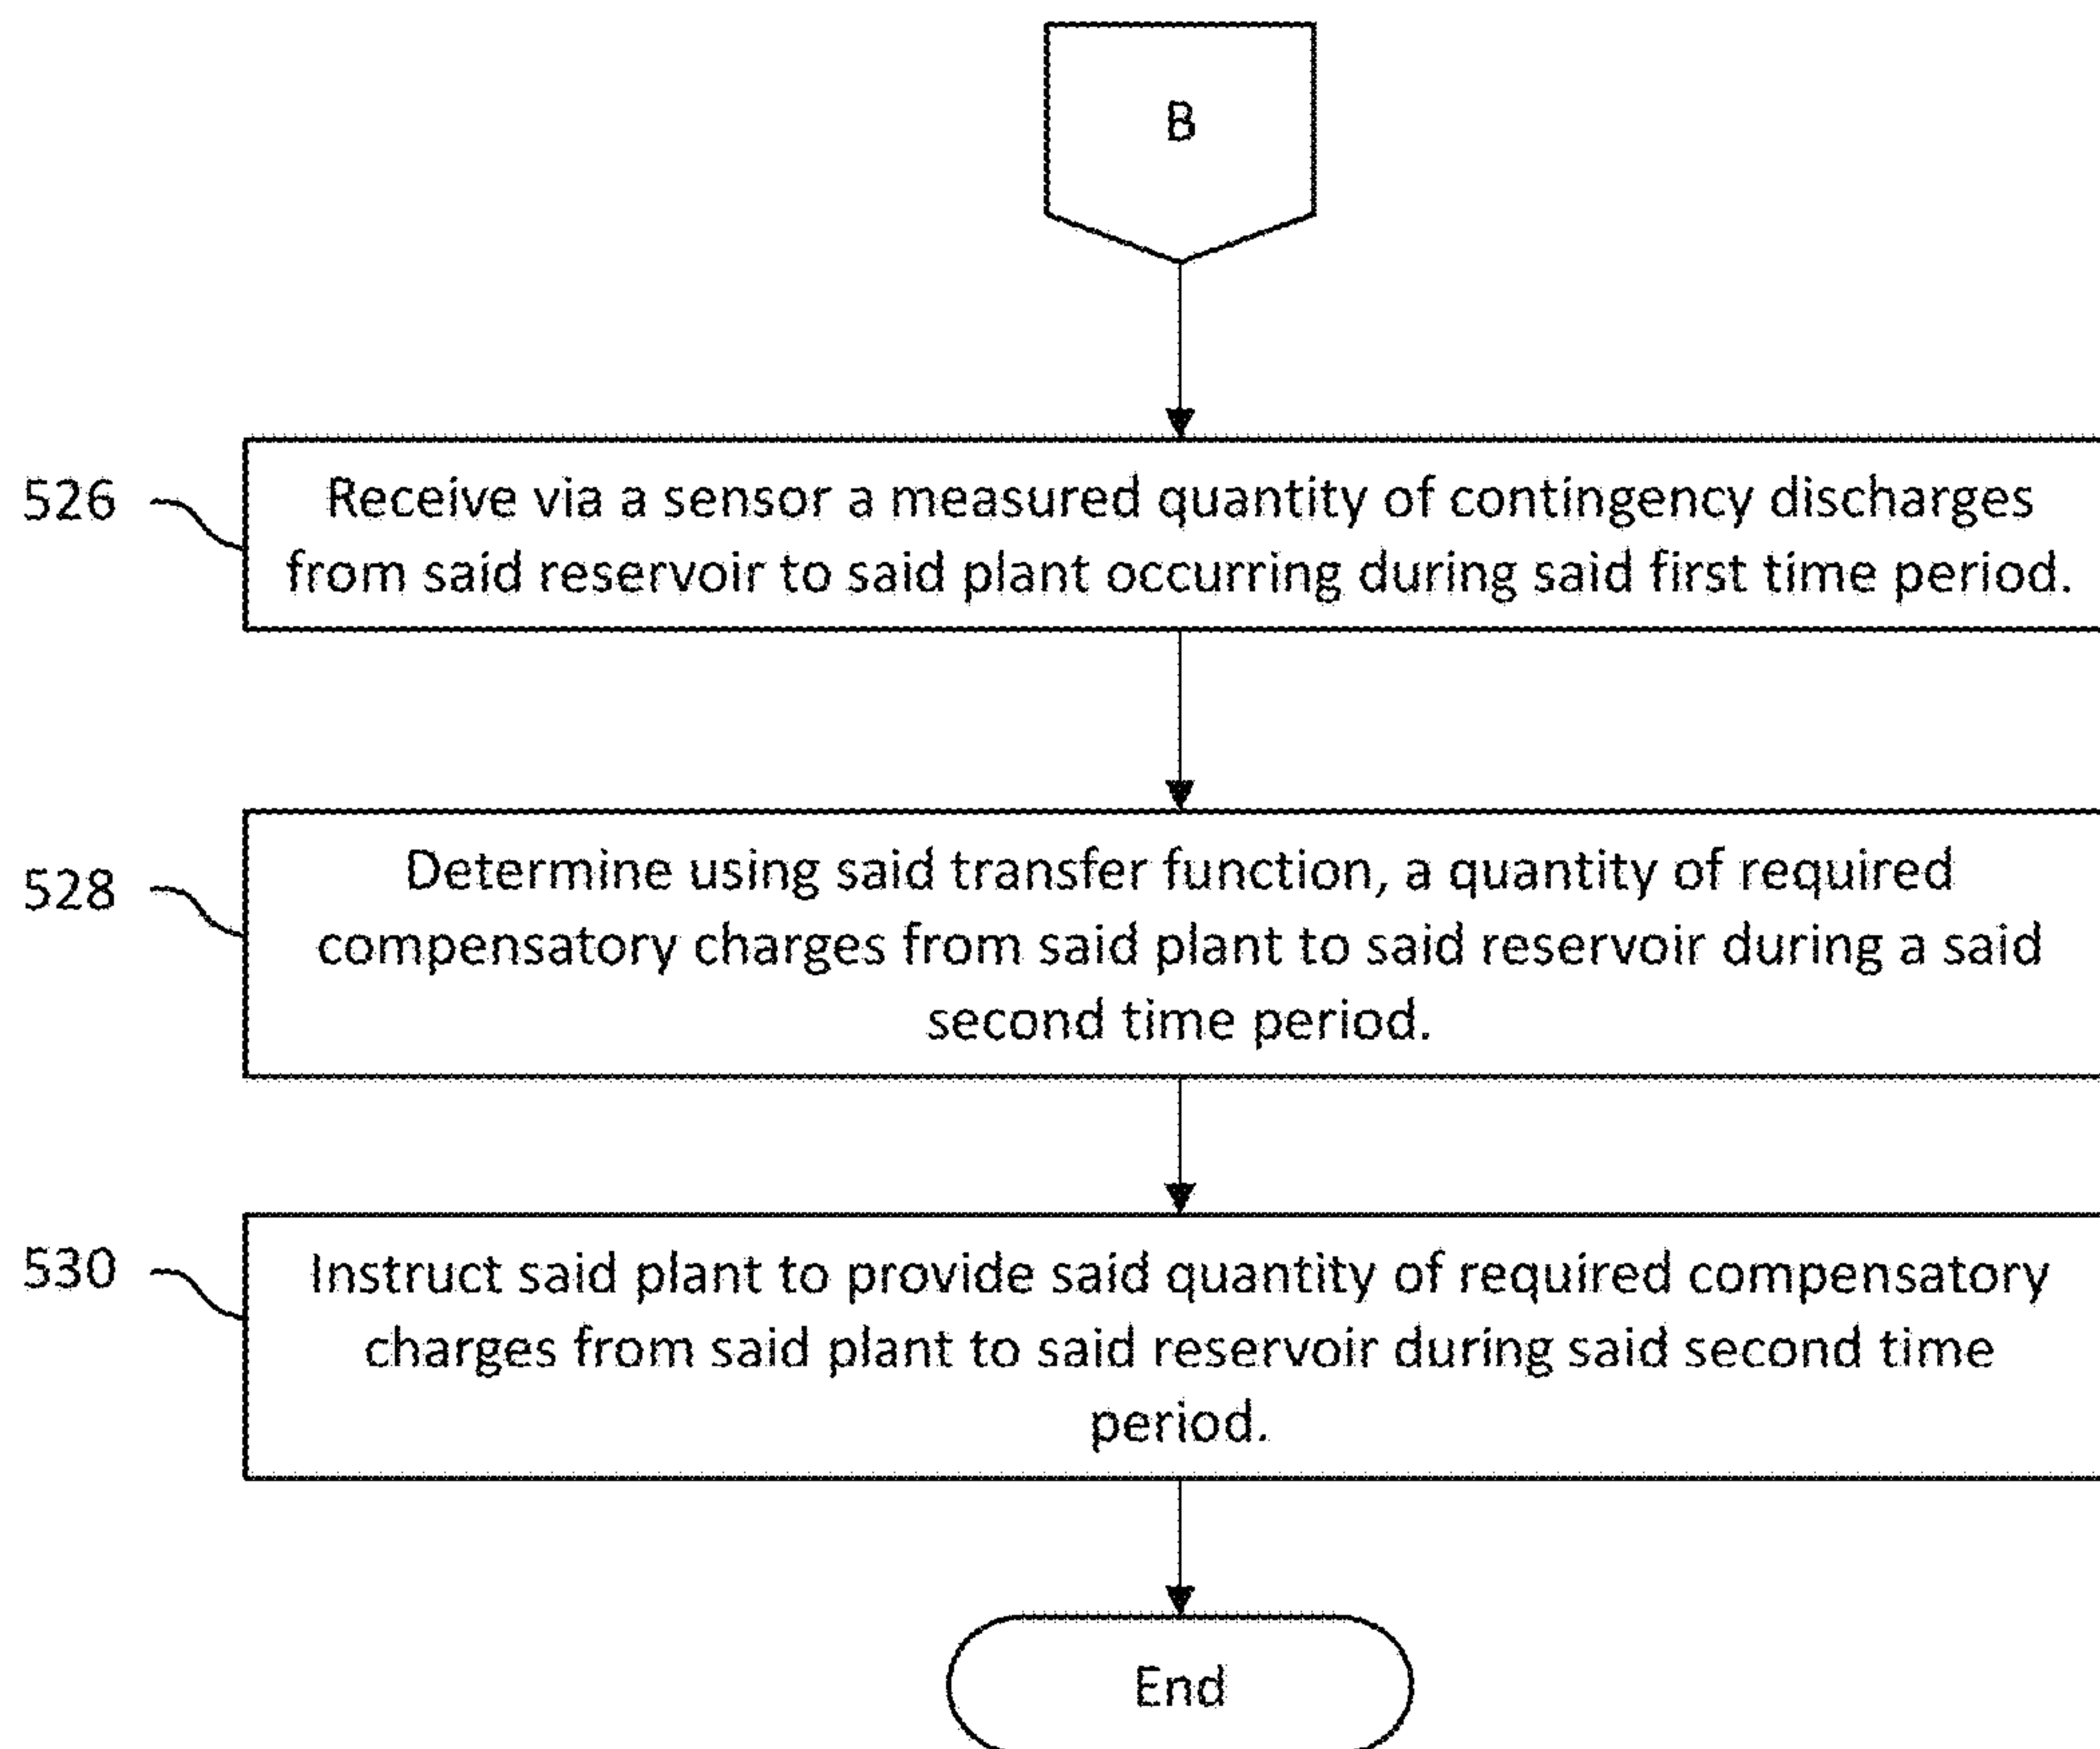 B
526
Receive via a sensor a measured quantity of contingency discharges
from said reservoir to said plant occurring during said first time period.
528
Determine using said transfer function, a quantity of required
compensatory charges from said plant to said reservoir during a said
second time period.
530
Instruct said plant to provide said quantity of required compensatory
charges from said plant to said reservoir during said second time
period.
End